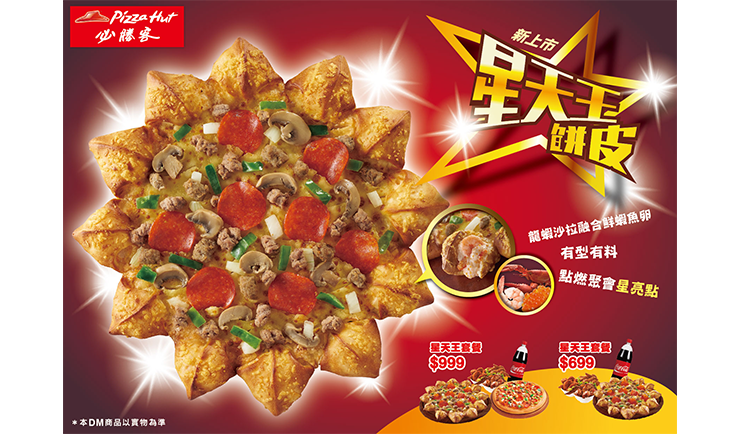 Pizza Hut
必勝客
新上市
星天王
餅皮
龍蝦沙拉融合鮮蝦魚卵
有型有料
點燃聚會星亮點
星天王套餐
$999
星天王套餐
$699
*本DM商品以實物為準